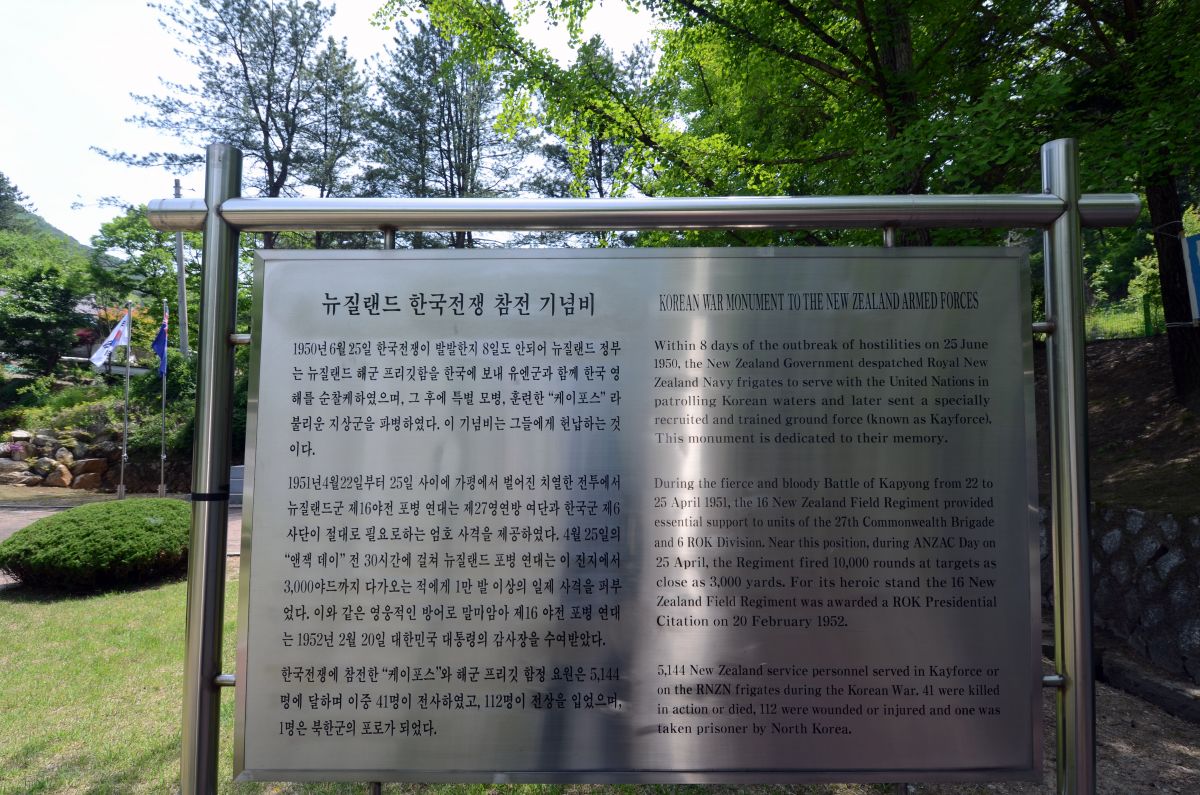 뉴질랜드 한국전쟁 참전 기념비
1950년 6월 25일 한국전쟁이 발발한지 8일도 안되어 뉴질랜드 정부
는 뉴질랜드 해군 프리깃함을 한국에 보내 유엔군과 함께 한국 영
해를 순찰케하였으며, 그 후에 특별 모병, 훈련한 “케이포스” 라
불리운 지상군을 파병하였다. 이 기념비는 그들에게 헌납하는 것
이다.
1951년4월22일부터 25일 사이에 가평에서 벌어진 치열한 전투에서
뉴질랜드군 제16야전 포병 연대는 제27영연방 여단과 한국군 제6
사단이 절대로 필요로하는 엄호 사격을 제공하였다. 4월 25일의
“앤잭 데이” 전 30시간에 걸쳐 뉴질랜드 포병 연대는 이 진지에서
3,000야드까지 다가오는 적에게 1만 발 이상의 일제 사격을 퍼부
었다. 이와 같은 영웅적인 방어로 말미암아 제16 야전 포병 연대
는 1952년 2월 20일 대한민국 대통령의 감사장을 수여받았다.
한국전쟁에 참전한 “케이포스”와 해군 프리깃 함정 요원은 5,144
명에 달하며 이중 41명이 전사하였고, 112명이 전상을 입었으며,
1명은 북한군의 포로가 되었다.
KOREAN WAR MONUMENT TO THE NEW ZEALAND ARMED FORCES
Within 8 days of the outbreak of hostilities on 25 June
1950, the New Zealand Government despatched Royal New
Zealand Navy frigates to serve with the United Nations in
patrolling Korean waters and later sent a specially
recruited and trained ground force (known as Kayforce).
This monument is dedicated to their memory.
During the fierce and bloody Battle of Kapyong from 22 to
25 April 1951, the 16 New Zealand Field Regiment provided
essential support to units of the 27th Commonwealth Brigade
and 6 ROK Division. Near this position, during ANZAC Day on
25 April, the Regiment fired 10,000 rounds at targets as
close as 3,000 yards. For its heroic stand the 16 New
Zealand Field Regiment was awarded a ROK Presidential
Citation on 20 February 1952.
5,144 New Zealand service personnel served in Kayforce or
on the RNZN frigates during the Korean War. 41 were killed
in action or died, 112 were wounded or injured and one was
taken prisoner by North Korea.